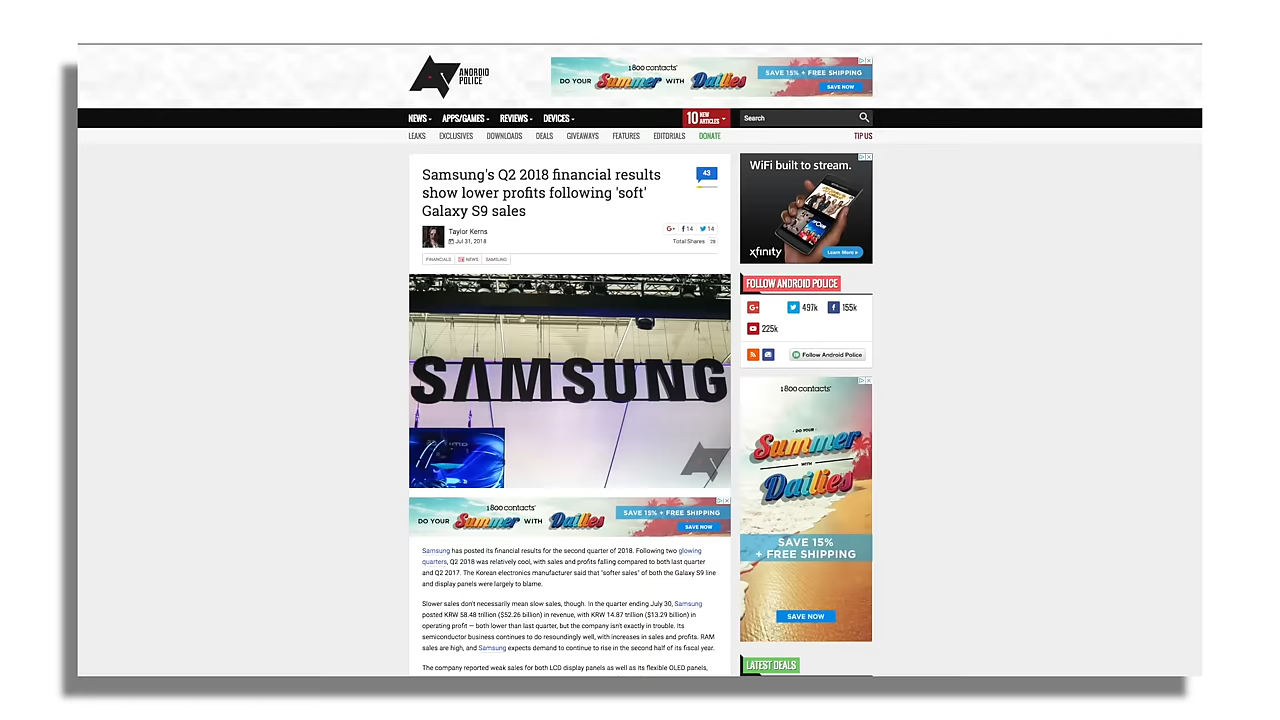 ANDROID
POLICE
1800contacts
DO YOUR Summer WITH Dailies
SAVE 15% + FREE SHIPPING
SAVE NOW
NEWS APPS/GAMES REVIEWS DEVICES
10 NEW ARTICLES
Search
LEAKS EXCLUSIVES DOWNLOADS DEALS GIVEAWAYS FEATURES EDITORIALS DONATE
TIP US
Samsung's Q2 2018 financial results
show lower profits following 'soft'
Galaxy S9 sales
43
Taylor Kerns
Jul 31, 2018
G+ f 14 14
Total Shares 28
FINANCIALS NEWS SAMSUNG
SAMSUNG
1800contacts
DO YOUR Summer WITH Dailies
SAVE 15% + FREE SHIPPING
SAVE NOW
Samsung has posted its financial results for the second quarter of 2018. Following two glowing
quarters, Q2 2018 was relatively cool, with sales and profits falling compared to both last quarter
and Q2 2017. The Korean electronics manufacturer said that "softer sales" of both the Galaxy S9 line
and display panels were largely to blame.
Slower sales don't necessarily mean slow sales, though. In the quarter ending July 30, Samsung
posted KRW 58.48 trillion ($52.26 billion) in revenue, with KRW 14.87 trillion ($13.29 billion) in
operating profit — both lower than last quarter, but the company isn't exactly in trouble. Its
semiconductor business continues to do resoundingly well, with increases in sales and profits. RAM
sales are high, and Samsung expects demand to continue to rise in the second half of its fiscal year.
The company reported weak sales for both LCD display panels as well as its flexible OLED panels,
WiFi built to stream.
xfinity
Learn More »
FOLLOW ANDROID POLICE
G+ 497k f 155k
225k
Follow Android Police
1800contacts
DO YOUR
Summer
WITH
Dailies
SAVE 15%
+ FREE SHIPPING
SAVE NOW
LATEST DEALS